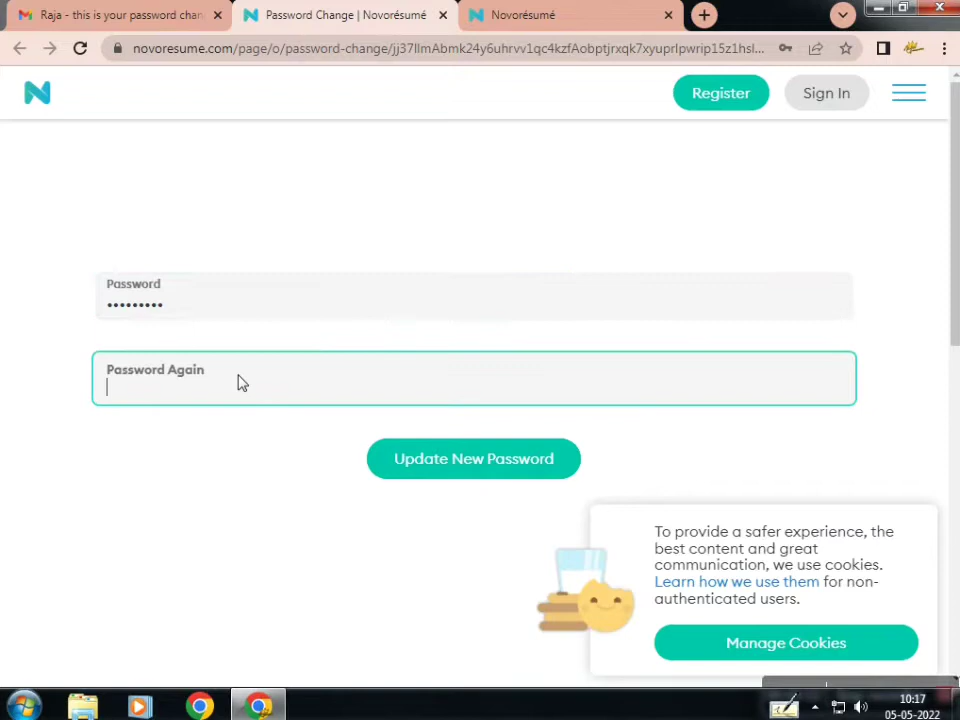 Raja - this is your password chan
Password Change | Novorésumé
Novorésumé
novoresume.com/page/o/password-change/
Register
Sign In
Password
•••••••••
Password Again
Update New Password
To provide a safer experience, the
best content and great
communication, we use cookies.
Learn how we use them for non-
authenticated users.
Manage Cookies
10:17
05-05-2022